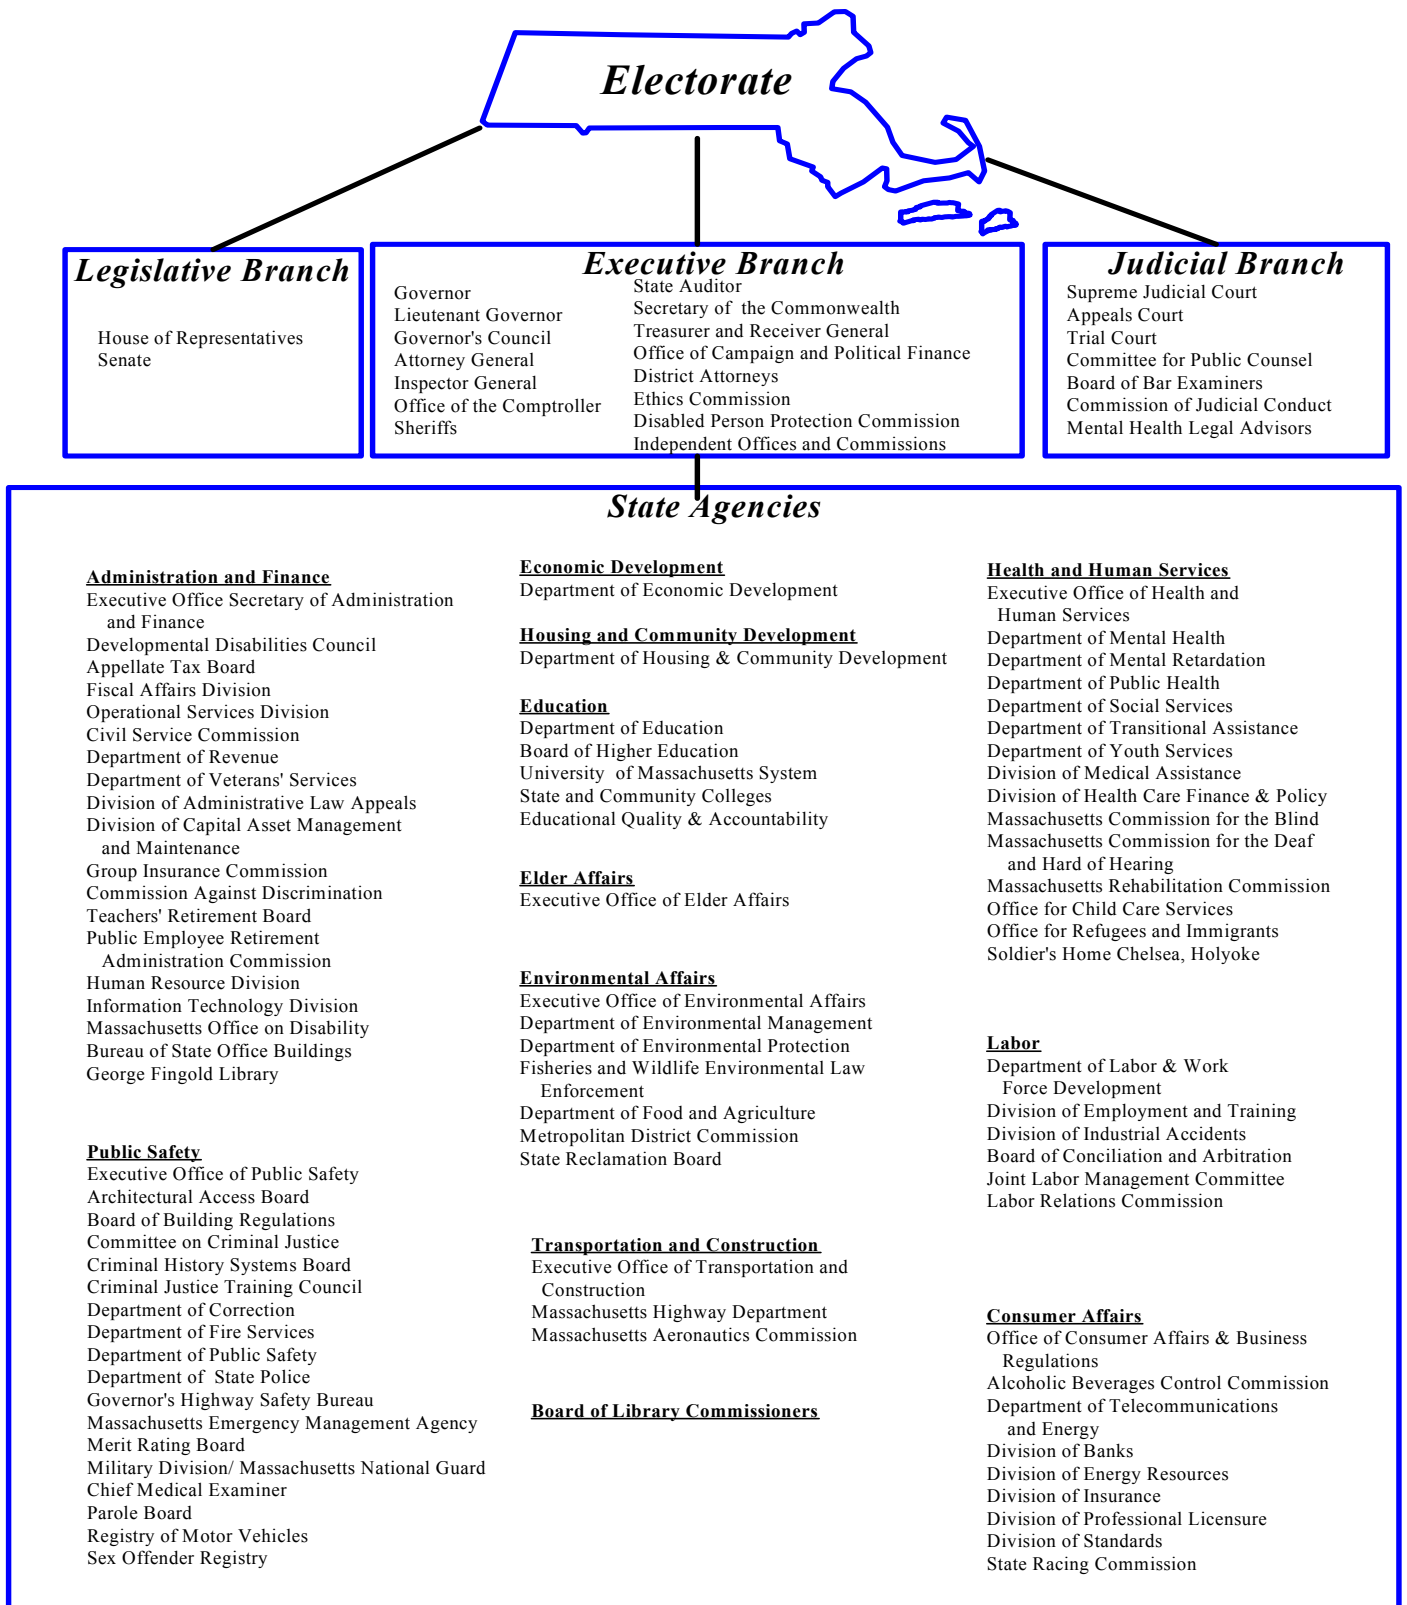 Electorate
Legislative Branch
House of Representatives
Senate
Executive Branch
Governor
Lieutenant Governor
Governor's Council
Attorney General
Inspector General
Office of the Comptroller
Sheriffs
State Auditor
Secretary of the Commonwealth
Treasurer and Receiver General
Office of Campaign and Political Finance
District Attorneys
Ethics Commission
Disabled Person Protection Commission
Independent Offices and Commissions
Judicial Branch
Supreme Judicial Court
Appeals Court
Trial Court
Committee for Public Counsel
Board of Bar Examiners
Commission of Judicial Conduct
Mental Health Legal Advisors
State Agencies
Administration and Finance
Executive Office Secretary of Administration
and Finance
Developmental Disabilities Council
Appellate Tax Board
Fiscal Affairs Division
Operational Services Division
Civil Service Commission
Department of Revenue
Department of Veterans' Services
Division of Administrative Law Appeals
Division of Capital Asset Management
and Maintenance
Group Insurance Commission
Commission Against Discrimination
Teachers' Retirement Board
Public Employee Retirement
Administration Commission
Human Resource Division
Information Technology Division
Massachusetts Office on Disability
Bureau of State Office Buildings
George Fingold Library
Public Safety
Executive Office of Public Safety
Architectural Access Board
Board of Building Regulations
Committee on Criminal Justice
Criminal History Systems Board
Criminal Justice Training Council
Department of Correction
Department of Fire Services
Department of Public Safety
Department of State Police
Governor's Highway Safety Bureau
Massachusetts Emergency Management Agency
Merit Rating Board
Military Division/ Massachusetts National Guard
Chief Medical Examiner
Parole Board
Registry of Motor Vehicles
Sex Offender Registry
Economic Development
Department of Economic Development
Housing and Community Development
Department of Housing & Community Development
Education
Department of Education
Board of Higher Education
University of Massachusetts System
State and Community Colleges
Educational Quality & Accountability
Elder Affairs
Executive Office of Elder Affairs
Environmental Affairs
Executive Office of Environmental Affairs
Department of Environmental Management
Department of Environmental Protection
Fisheries and Wildlife Environmental Law
Enforcement
Department of Food and Agriculture
Metropolitan District Commission
State Reclamation Board
Transportation and Construction
Executive Office of Transportation and
Construction
Massachusetts Highway Department
Massachusetts Aeronautics Commission
Board of Library Commissioners
Health and Human Services
Executive Office of Health and
Human Services
Department of Mental Health
Department of Mental Retardation
Department of Public Health
Department of Social Services
Department of Transitional Assistance
Department of Youth Services
Division of Medical Assistance
Division of Health Care Finance & Policy
Massachusetts Commission for the Blind
Massachusetts Commission for the Deaf
and Hard of Hearing
Massachusetts Rehabilitation Commission
Office for Child Care Services
Office for Refugees and Immigrants
Soldier's Home Chelsea, Holyoke
Labor
Department of Labor & Work
Force Development
Division of Employment and Training
Division of Industrial Accidents
Board of Conciliation and Arbitration
Joint Labor Management Committee
Labor Relations Commission
Consumer Affairs
Office of Consumer Affairs & Business
Regulations
Alcoholic Beverages Control Commission
Department of Telecommunications
and Energy
Division of Banks
Division of Energy Resources
Division of Insurance
Division of Professional Licensure
Division of Standards
State Racing Commission